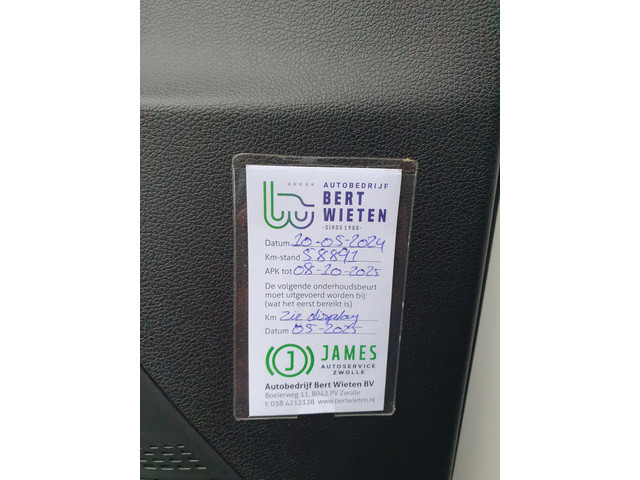 AUTOBEDRIJF
BERT
WIETEN
-SINDS 1980-
Datum 10-05-2024
Km-stand 58891
APK tot 08-10-2025
De volgende onderhoudsbeurt
moet uitgevoerd worden bij:
(wat het eerst bereikt is)
Km zie display
Datum 05-2025
J JAMES
AUTOSERVICE
ZWOLLE
Autobedrijf Bert Wieten BV
Boeierweg 11, 8042 PV Zwolle
t: 038 4212128 www.bertwieten.nl